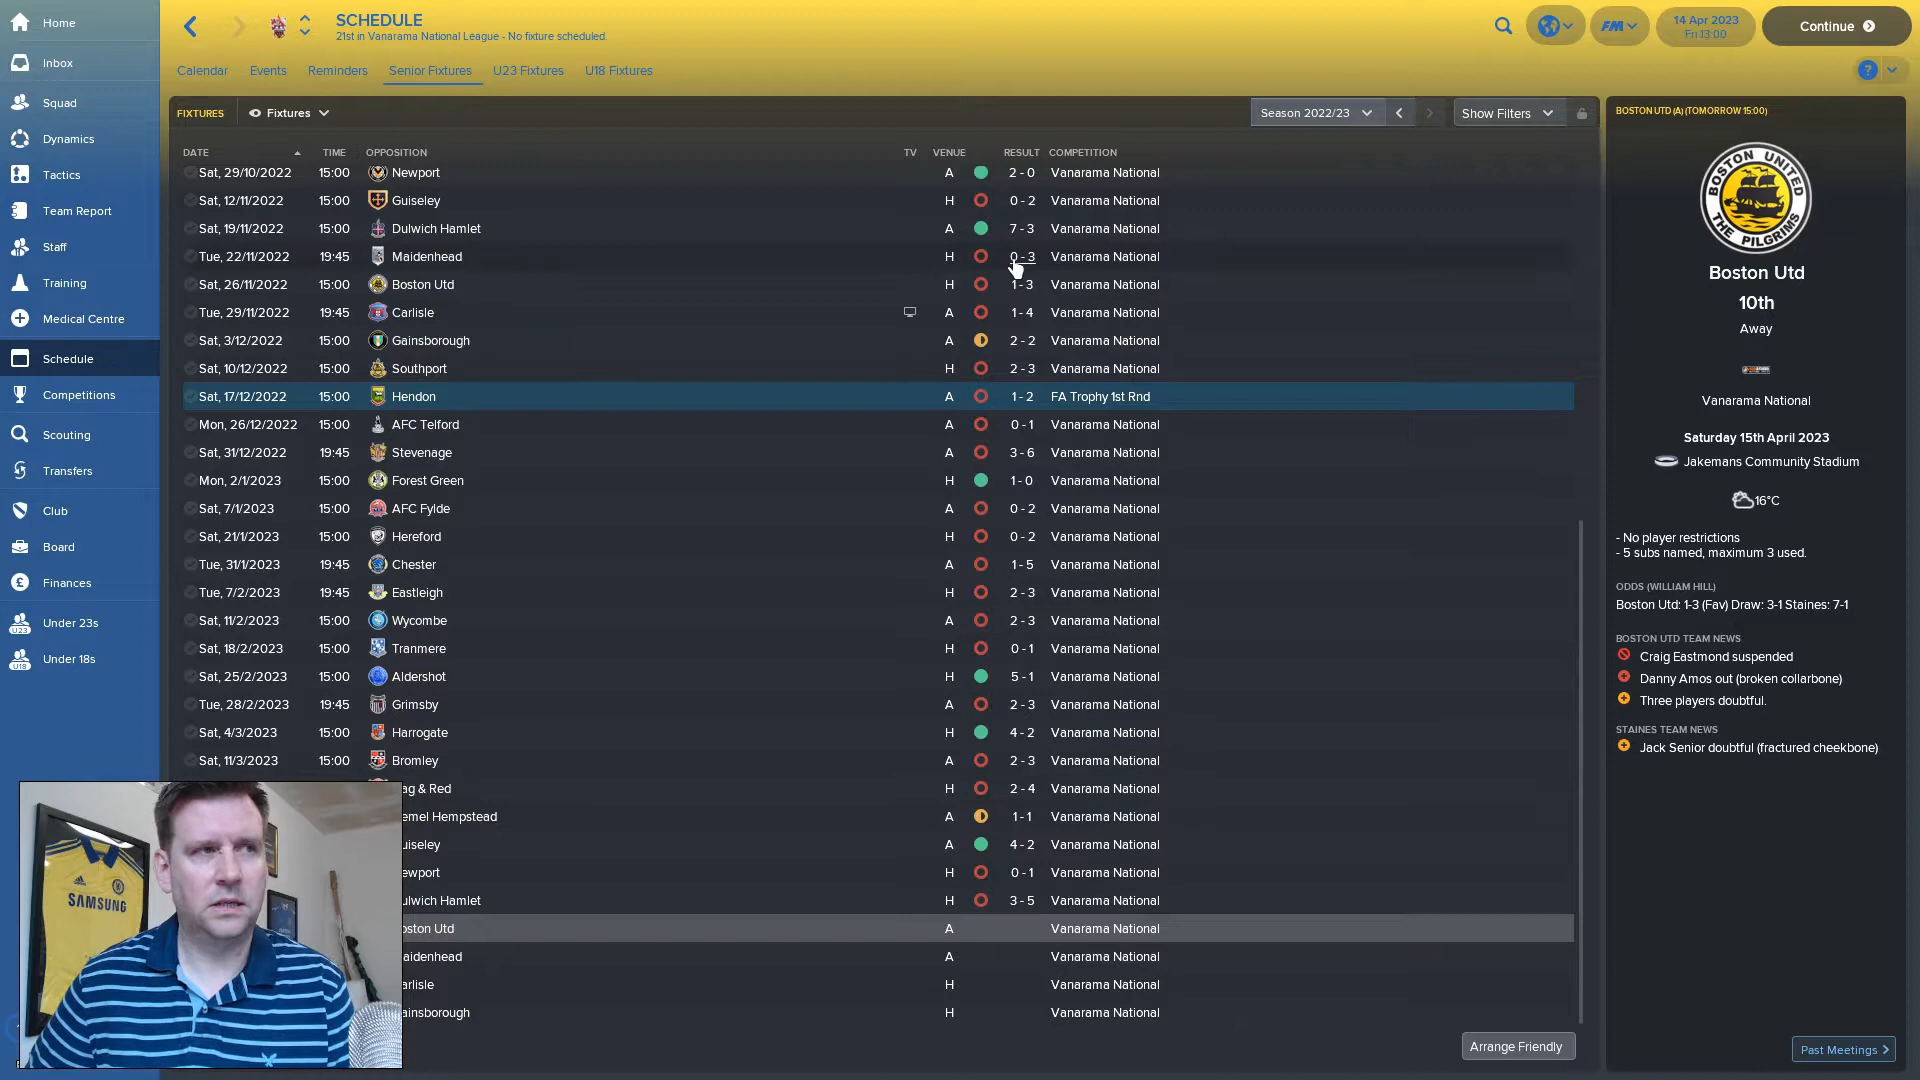 Home
Inbox
Squad
Dynamics
Tactics
Team Report
Staff
Training
Medical Centre
Schedule
Competitions
Scouting
Transfers
Club
Board
Finances
Under 23s
Under 18s
SCHEDULE
21st in Vanarama National League - No fixture scheduled.
FM
14 Apr 2023
Fri 13:00
Continue
Calendar Events Reminders Senior Fixtures U23 Fixtures U18 Fixtures
FIXTURES Fixtures Season 2022/23 Show Filters
DATE TIME OPPOSITION TV VENUE RESULT COMPETITION
Sat, 29/10/2022 15:00 Newport A 2 - 0 Vanarama National
Sat, 12/11/2022 15:00 Guiseley H 0 - 2 Vanarama National
Sat, 19/11/2022 15:00 Dulwich Hamlet A 7 - 3 Vanarama National
Tue, 22/11/2022 19:45 Maidenhead H 0 - 3 Vanarama National
Sat, 26/11/2022 15:00 Boston Utd H 1 - 3 Vanarama National
Tue, 29/11/2022 19:45 Carlisle A 1 - 4 Vanarama National
Sat, 3/12/2022 15:00 Gainsborough A 2 - 2 Vanarama National
Sat, 10/12/2022 15:00 Southport H 2 - 3 Vanarama National
Sat, 17/12/2022 15:00 Hendon A 1 - 2 FA Trophy 1st Rnd
Mon, 26/12/2022 15:00 AFC Telford A 0 - 1 Vanarama National
Sat, 31/12/2022 19:45 Stevenage A 3 - 6 Vanarama National
Mon, 2/1/2023 15:00 Forest Green H 1 - 0 Vanarama National
Sat, 7/1/2023 15:00 AFC Fylde A 0 - 2 Vanarama National
Sat, 21/1/2023 15:00 Hereford H 0 - 2 Vanarama National
Tue, 31/1/2023 19:45 Chester A 1 - 5 Vanarama National
Tue, 7/2/2023 19:45 Eastleigh H 2 - 3 Vanarama National
Sat, 11/2/2023 15:00 Wycombe A 2 - 3 Vanarama National
Sat, 18/2/2023 15:00 Tranmere H 0 - 1 Vanarama National
Sat, 25/2/2023 15:00 Aldershot H 5 - 1 Vanarama National
Tue, 28/2/2023 19:45 Grimsby A 2 - 3 Vanarama National
Sat, 4/3/2023 15:00 Harrogate H 4 - 2 Vanarama National
Sat, 11/3/2023 15:00 Bromley A 2 - 3 Vanarama National
ag & Red H 2 - 4 Vanarama National
emel Hempstead A 1 - 1 Vanarama National
uiseley A 4 - 2 Vanarama National
ewport H 0 - 1 Vanarama National
ulwich Hamlet H 3 - 5 Vanarama National
oston Utd A Vanarama National
aidenhead A Vanarama National
arlisle H Vanarama National
ainsborough H Vanarama National
Arrange Friendly
BOSTON UTD (A) (TOMORROW 15:00)
BOSTON UNITED
THE PILGRIMS
Boston Utd
10th
Away
Vanarama National
Saturday 15th April 2023
Jakemans Community Stadium
16°C
- No player restrictions
- 5 subs named, maximum 3 used.
ODDS (WILLIAM HILL)
Boston Utd: 1-3 (Fav) Draw: 3-1 Staines: 7-1
BOSTON UTD TEAM NEWS
Craig Eastmond suspended
Danny Amos out (broken collarbone)
Three players doubtful.
STAINES TEAM NEWS
Jack Senior doubtful (fractured cheekbone)
Past Meetings
SAMSUNG
adidas